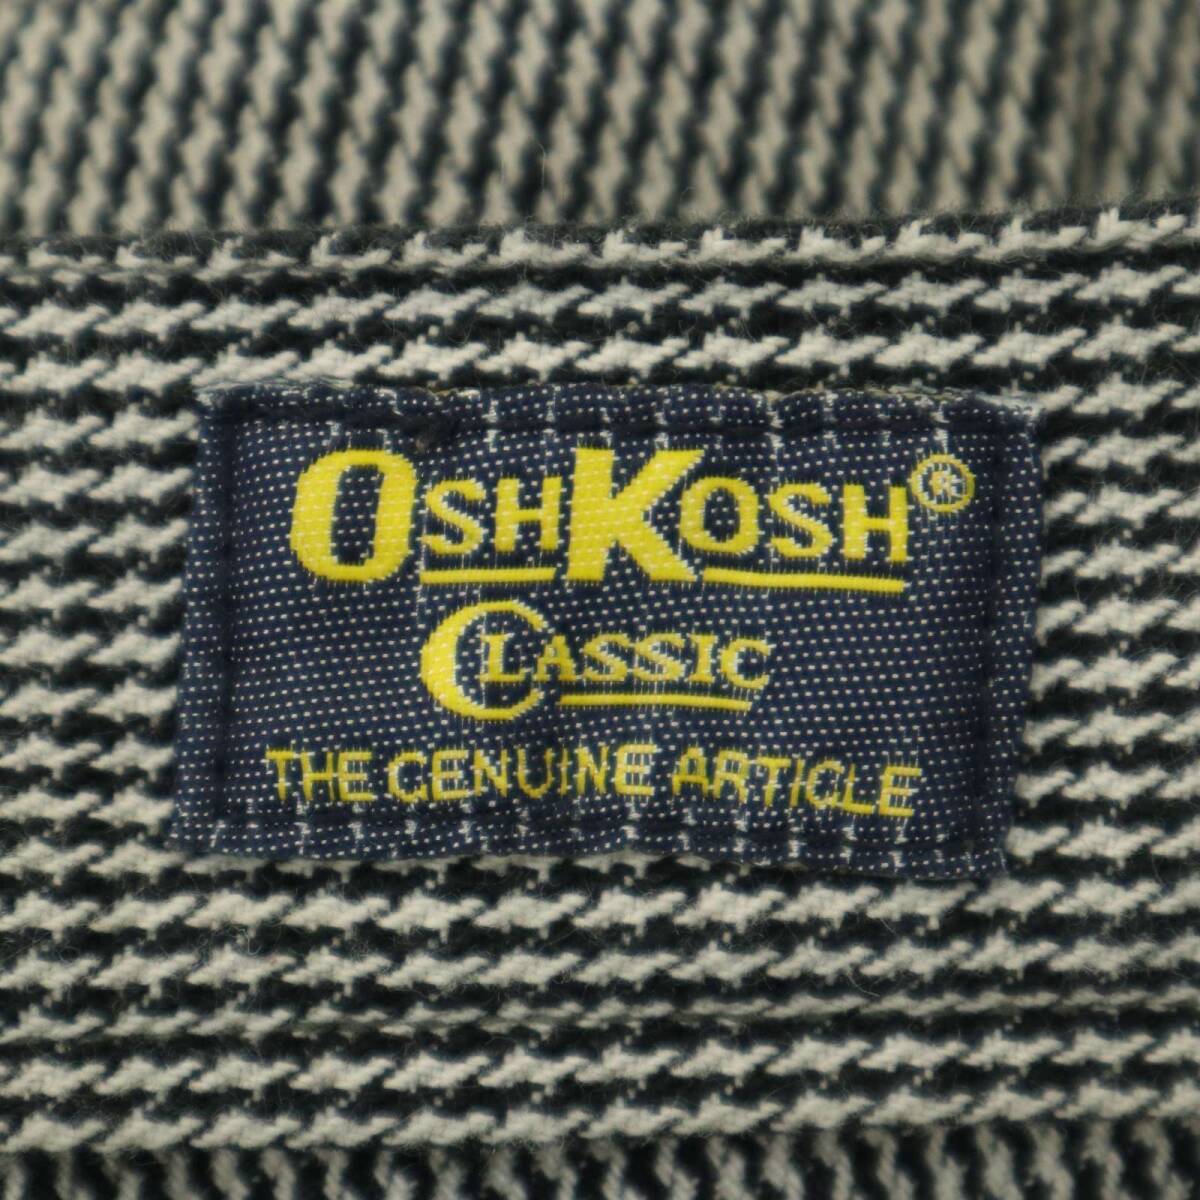 OSHKOSH®
CLASSIC
THE GENUINE ARTICLE